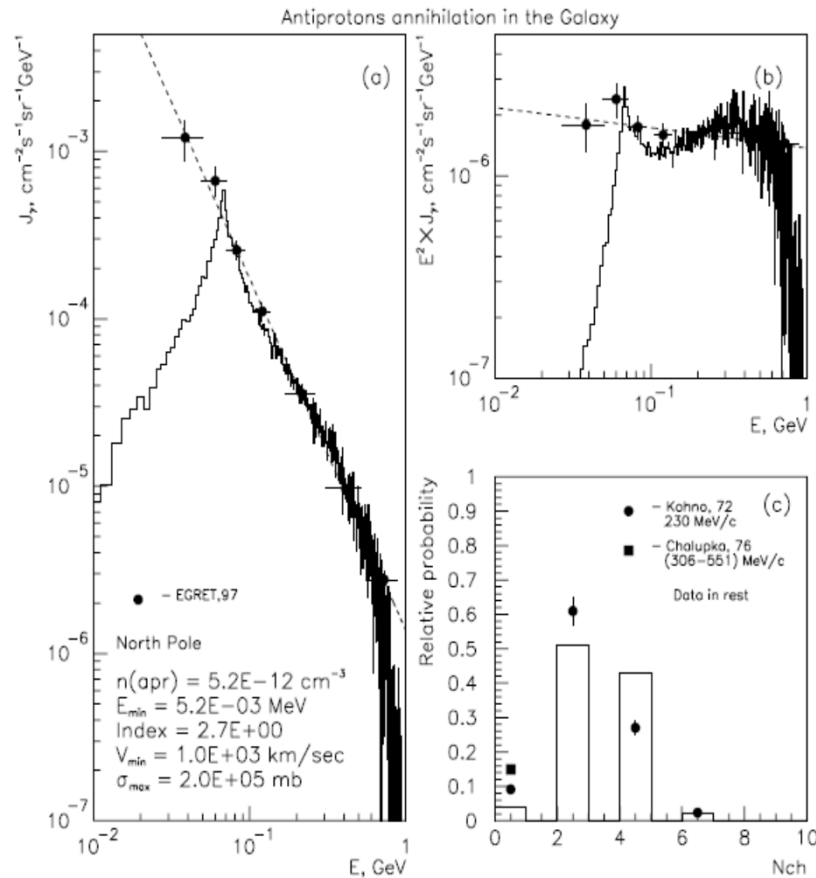 Antiprotons annihilation in the Galaxy
J_γ, cm⁻²s⁻¹sr⁻¹GeV⁻¹
(a)
10⁻³
10⁻⁴
10⁻⁵
10⁻⁶
10⁻⁷
● – EGRET,97
North Pole
n(apr) = 5.2E–12 cm⁻³
E_min = 5.2E–03 MeV
Index = 2.7E+00
V_min = 1.0E+03 km/sec
σ_max = 2.0E+05 mb
10⁻² 10⁻¹ 1
E, GeV
E²×J_γ, cm⁻²s⁻¹sr⁻¹GeV⁻¹
(b)
10⁻⁶
10⁻⁷
10⁻² 10⁻¹ 1
E, GeV
Relative probability
(c)
1
0.9
0.8
0.7
0.6
0.5
0.4
0.3
0.2
0.1
0
● – Kohno, 72
230 MeV/c
■ – Chalupka, 76
(306–551) MeV/c
Data in rest
0 2 4 6 8 10
Nch